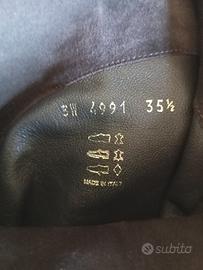 3W 4991 35½
MADE IN ITALY
subito